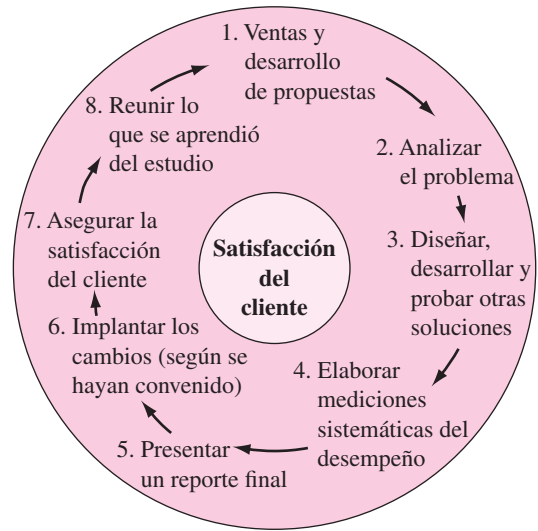 1. Ventas y
desarrollo
de propuestas
2. Analizar
el problema
3. Diseñar,
desarrollar y
probar otras
soluciones
4. Elaborar
mediciones
sistemáticas del
desempeño
5. Presentar
un reporte final
6. Implantar los
cambios (según se
hayan convenido)
7. Asegurar la
satisfacción
del cliente
8. Reunir lo
que se aprendió
del estudio
Satisfacción
del
cliente